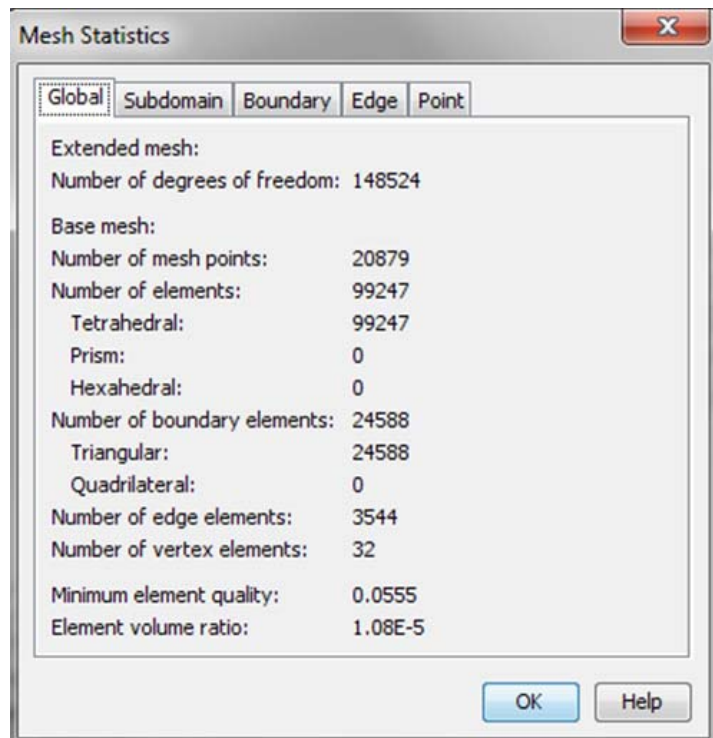 Mesh Statistics
Global Subdomain Boundary Edge Point
Extended mesh:
Number of degrees of freedom: 148524
Base mesh:
Number of mesh points: 20879
Number of elements: 99247
Tetrahedral: 99247
Prism: 0
Hexahedral: 0
Number of boundary elements: 24588
Triangular: 24588
Quadrilateral: 0
Number of edge elements: 3544
Number of vertex elements: 32
Minimum element quality: 0.0555
Element volume ratio: 1.08E-5
OK Help